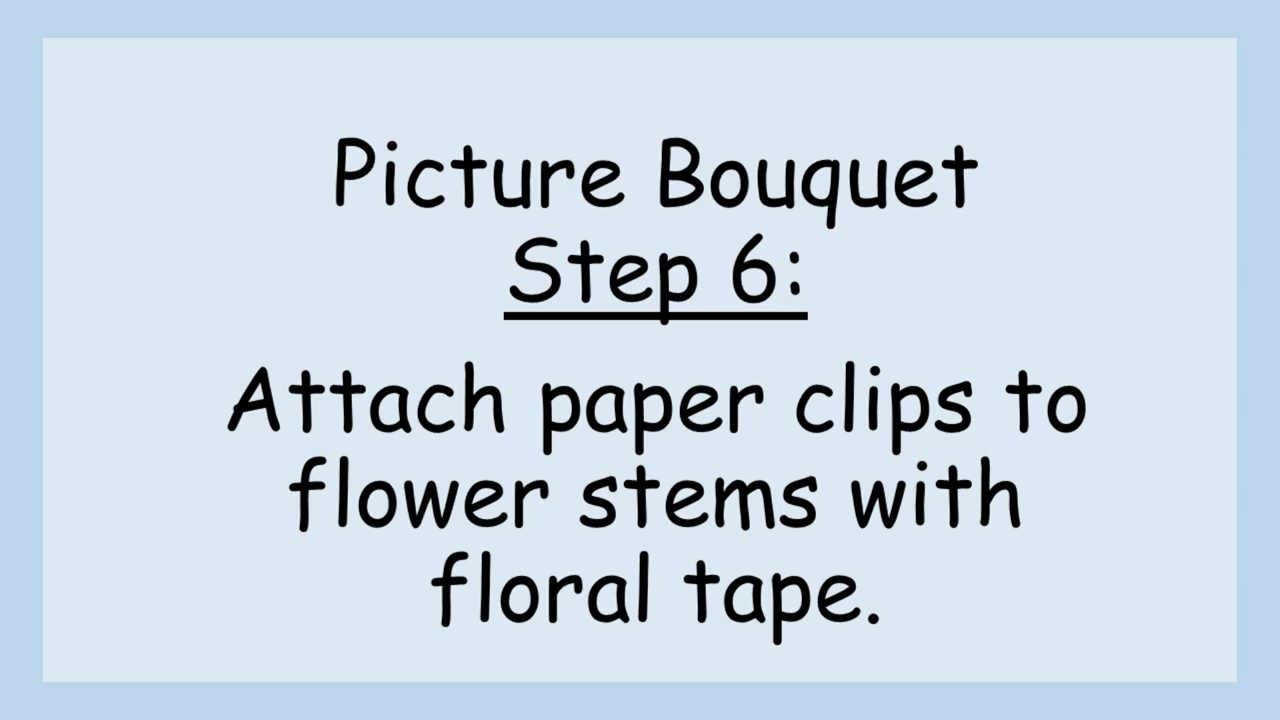 Picture Bouquet
Step 6:
Attach paper clips to
flower stems with
floral tape.